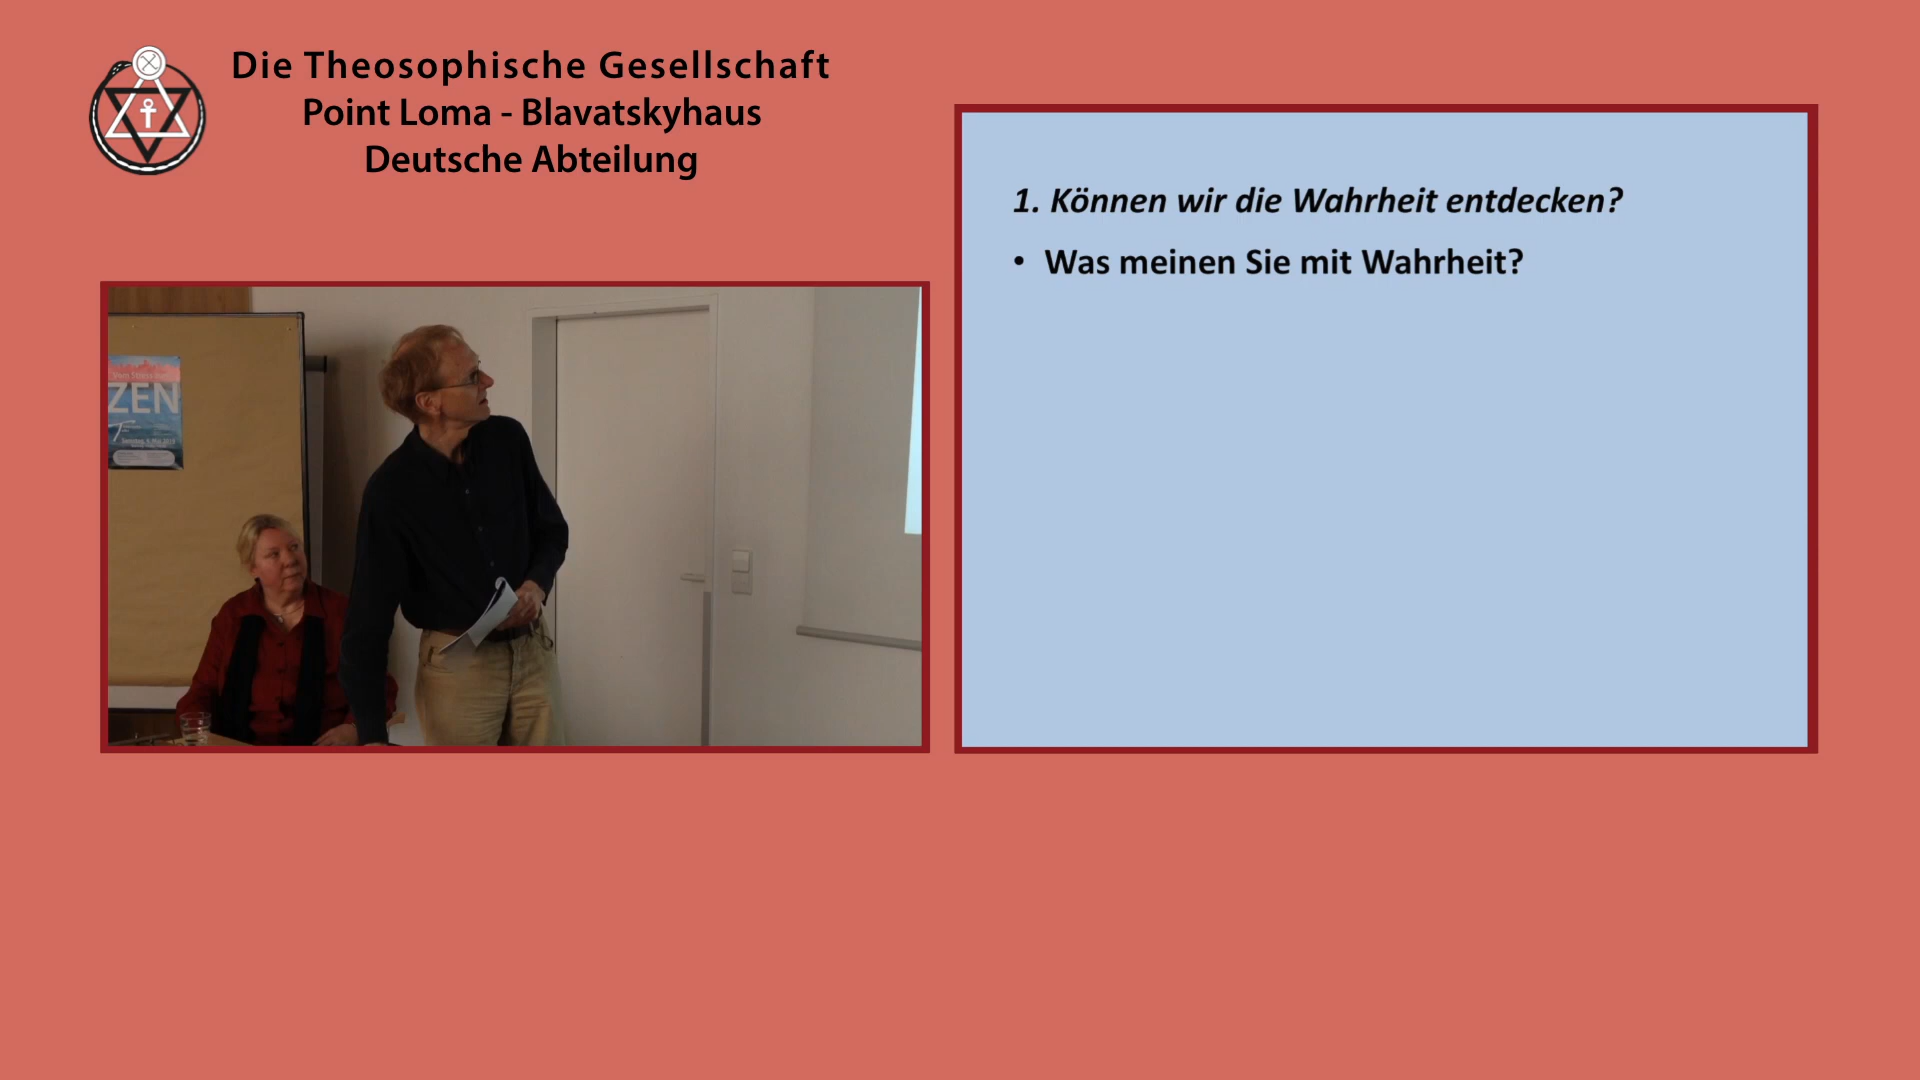 Die Theosophische Gesellschaft
Point Loma - Blavatskyhaus
Deutsche Abteilung
1. Können wir die Wahrheit entdecken?
• Was meinen Sie mit Wahrheit?
ZEN